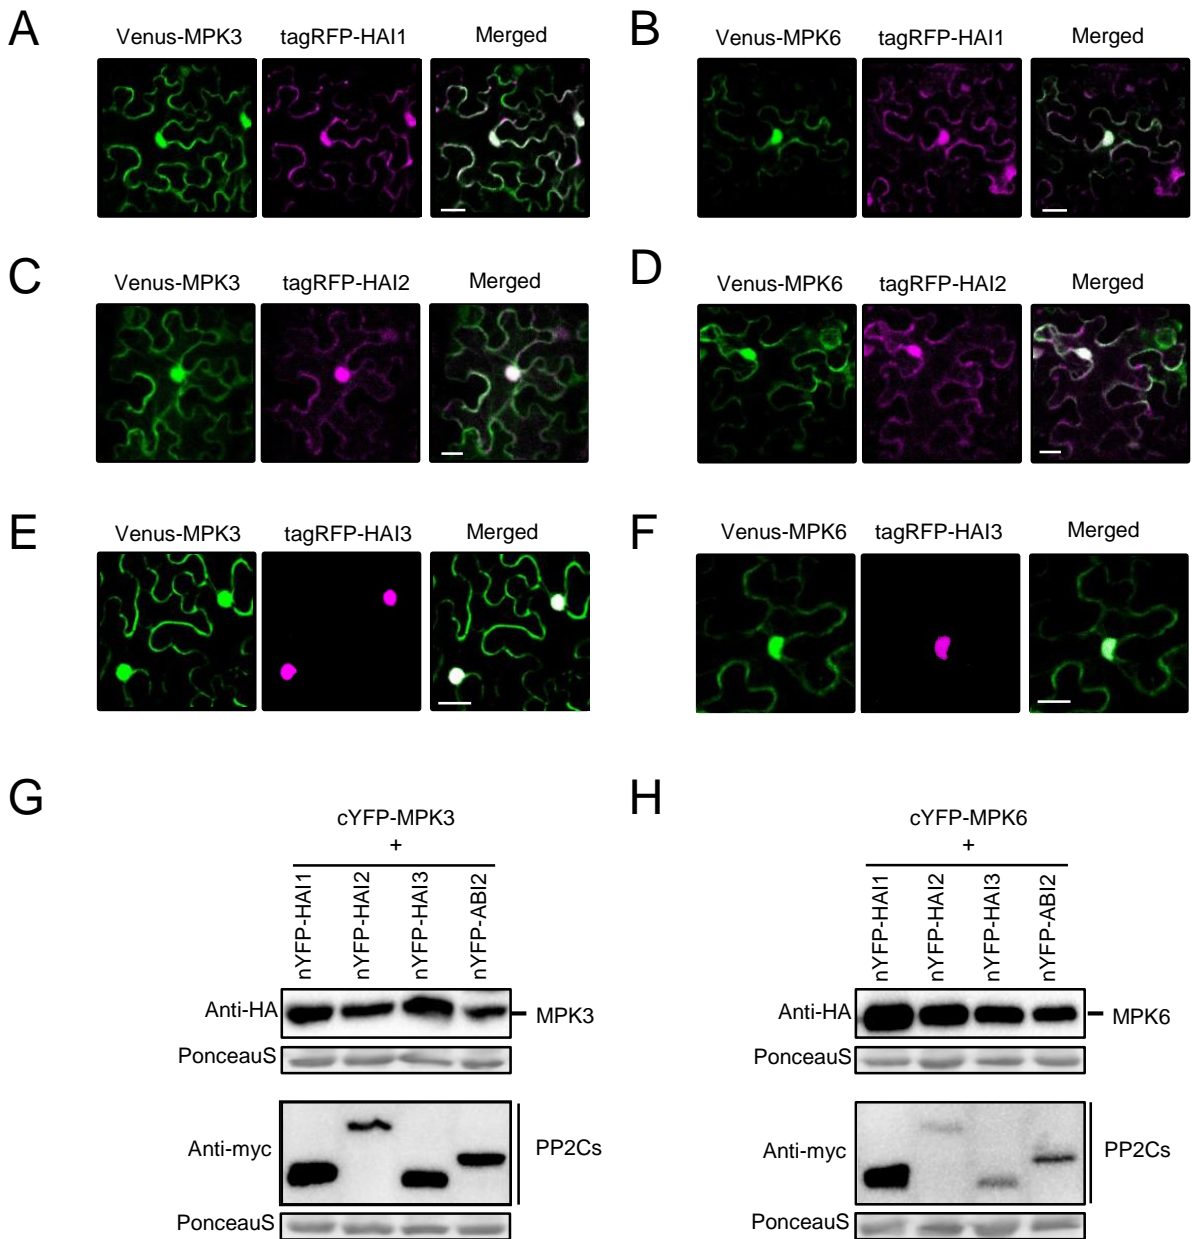 A
Venus-MPK3 tagRFP-HAI1 Merged
B
Venus-MPK6 tagRFP-HAI1 Merged
C
Venus-MPK3 tagRFP-HAI2 Merged
D
Venus-MPK6 tagRFP-HAI2 Merged
E
Venus-MPK3 tagRFP-HAI3 Merged
F
Venus-MPK6 tagRFP-HAI3 Merged
G
cYFP-MPK3
+
nYFP-HAI1
nYFP-HAI2
nYFP-HAI3
nYFP-ABI2
Anti-HA
MPK3
PonceauS
Anti-myc
PP2Cs
PonceauS
H
cYFP-MPK6
+
nYFP-HAI1
nYFP-HAI2
nYFP-HAI3
nYFP-ABI2
Anti-HA
MPK6
PonceauS
Anti-myc
PP2Cs
PonceauS